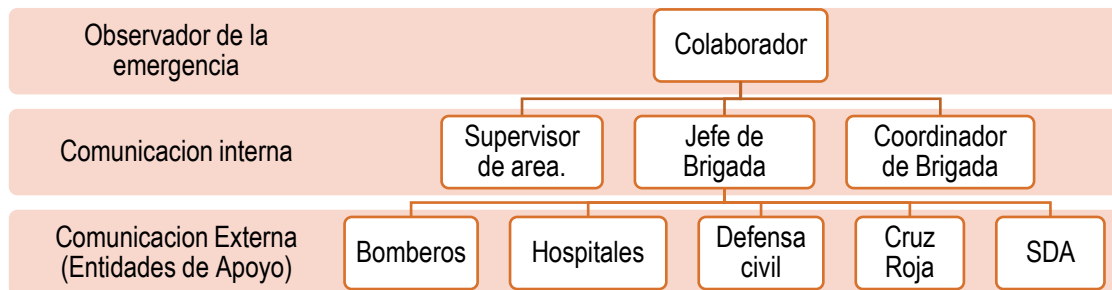 Observador de la
emergencia
Colaborador
Comunicacion interna
Supervisor
de area.
Jefe de
Brigada
Coordinador
de Brigada
Comunicacion Externa
(Entidades de Apoyo)
Bomberos
Hospitales
Defensa
civil
Cruz
Roja
SDA